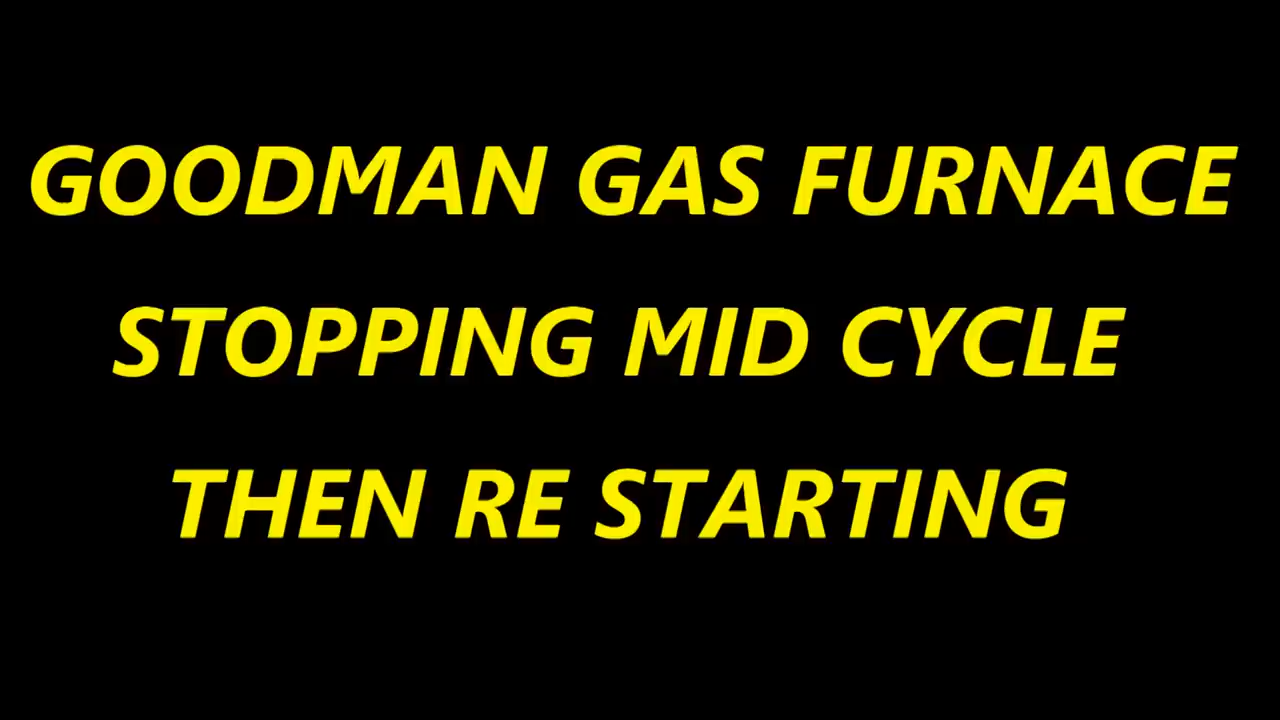 GOODMAN GAS FURNACE
STOPPING MID CYCLE
THEN RE STARTING